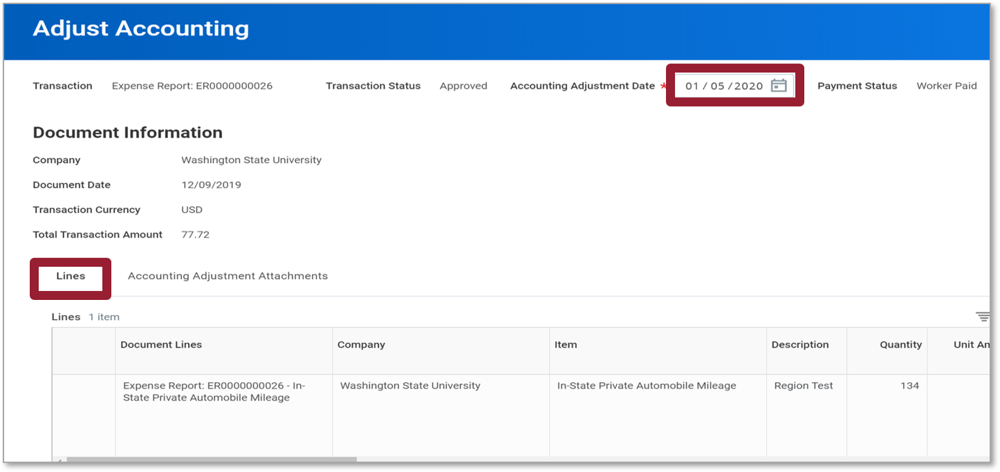 Adjust Accounting
Transaction Expense Report: ER0000000026 Transaction Status Approved Accounting Adjustment Date * 01 / 05 / 2020 Payment Status Worker Paid
Document Information
Company Washington State University
Document Date 12/09/2019
Transaction Currency USD
Total Transaction Amount 77.72
Lines Accounting Adjustment Attachments
Lines 1 item
Document Lines Company Item Description Quantity Unit Am
Expense Report: ER0000000026 - In- Washington State University In-State Private Automobile Mileage Region Test 134
State Private Automobile Mileage